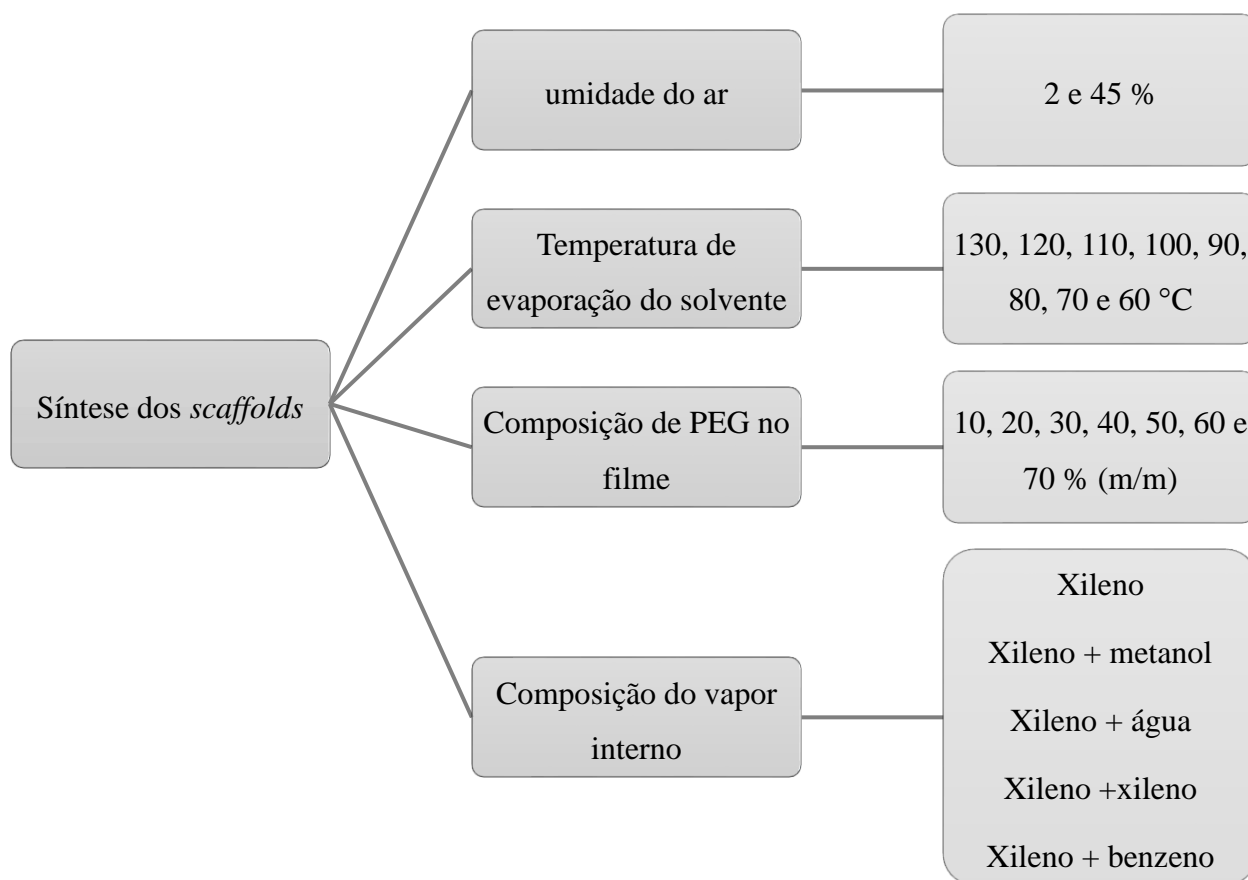 Síntese dos scaffolds
umidade do ar
2 e 45 %
Temperatura de
evaporação do solvente
130, 120, 110, 100, 90,
80, 70 e 60 °C
Composição de PEG no
filme
10, 20, 30, 40, 50, 60 e
70 % (m/m)
Composição do vapor
interno
Xileno
Xileno + metanol
Xileno + água
Xileno +xileno
Xileno + benzeno